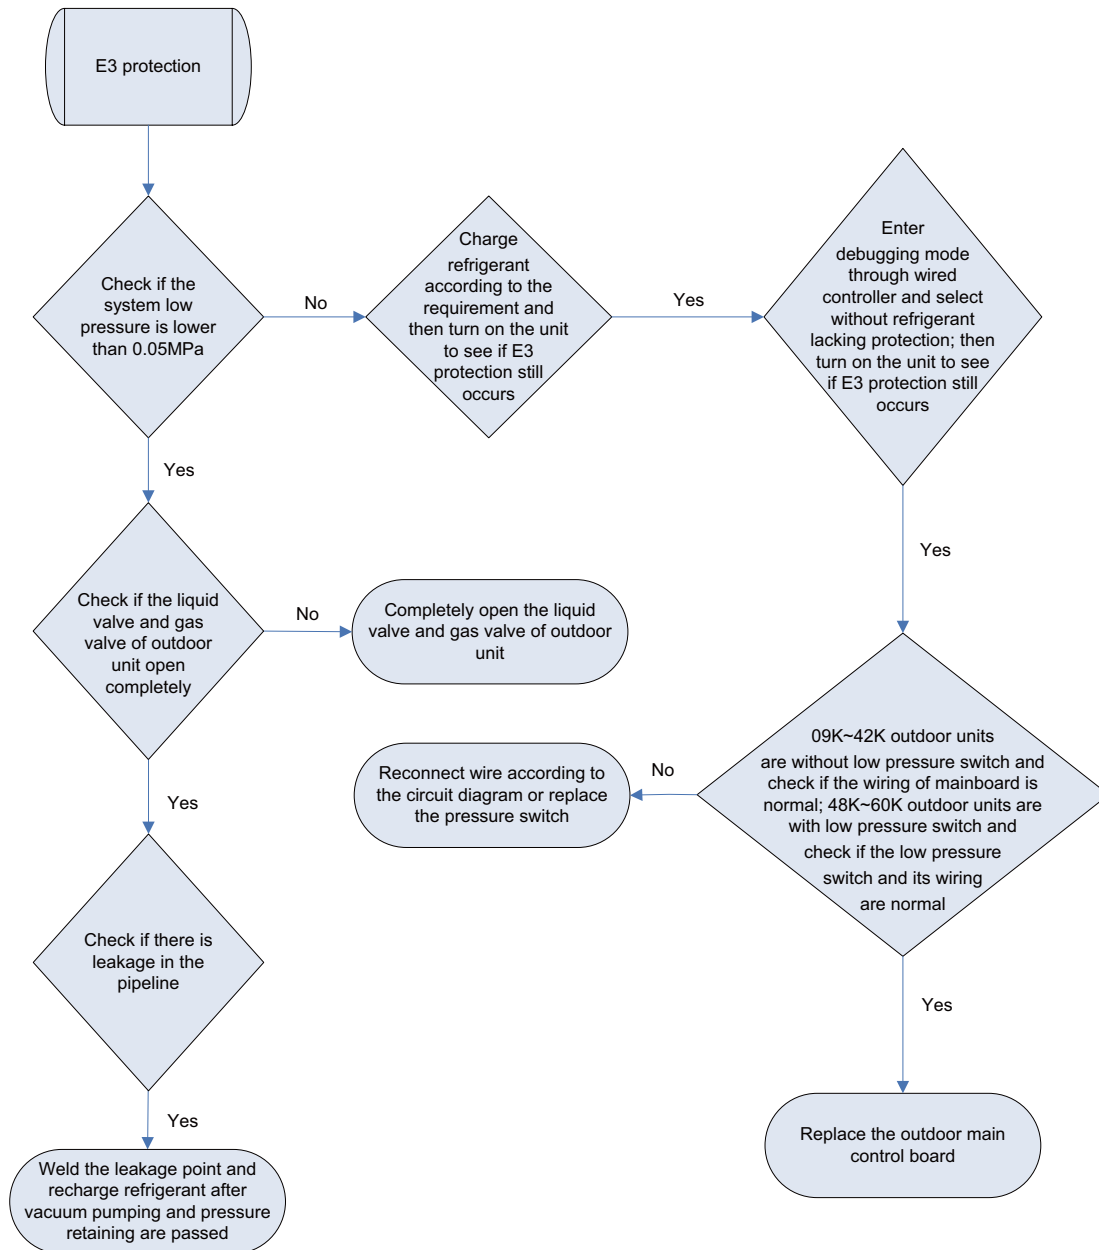 E3 protection
Check if the
system low
pressure is lower
than 0.05MPa
No
Charge
refrigerant
according to the
requirement and
then turn on the unit
to see if E3
protection still
occurs
Yes
Enter
debugging mode
through wired
controller and select
without refrigerant
lacking protection; then
turn on the unit to see
if E3 protection still
occurs
Yes
Yes
Check if the liquid
valve and gas
valve of outdoor
unit open
completely
No
Completely open the liquid
valve and gas valve of outdoor
unit
09K~42K outdoor units
are without low pressure switch and
check if the wiring of mainboard is
normal; 48K~60K outdoor units are
with low pressure switch and
check if the low pressure
switch and its wiring
are normal
No
Reconnect wire according to
the circuit diagram or replace
the pressure switch
Yes
Check if there is
leakage in the
pipeline
Yes
Yes
Weld the leakage point and
recharge refrigerant after
vacuum pumping and pressure
retaining are passed
Replace the outdoor main
control board